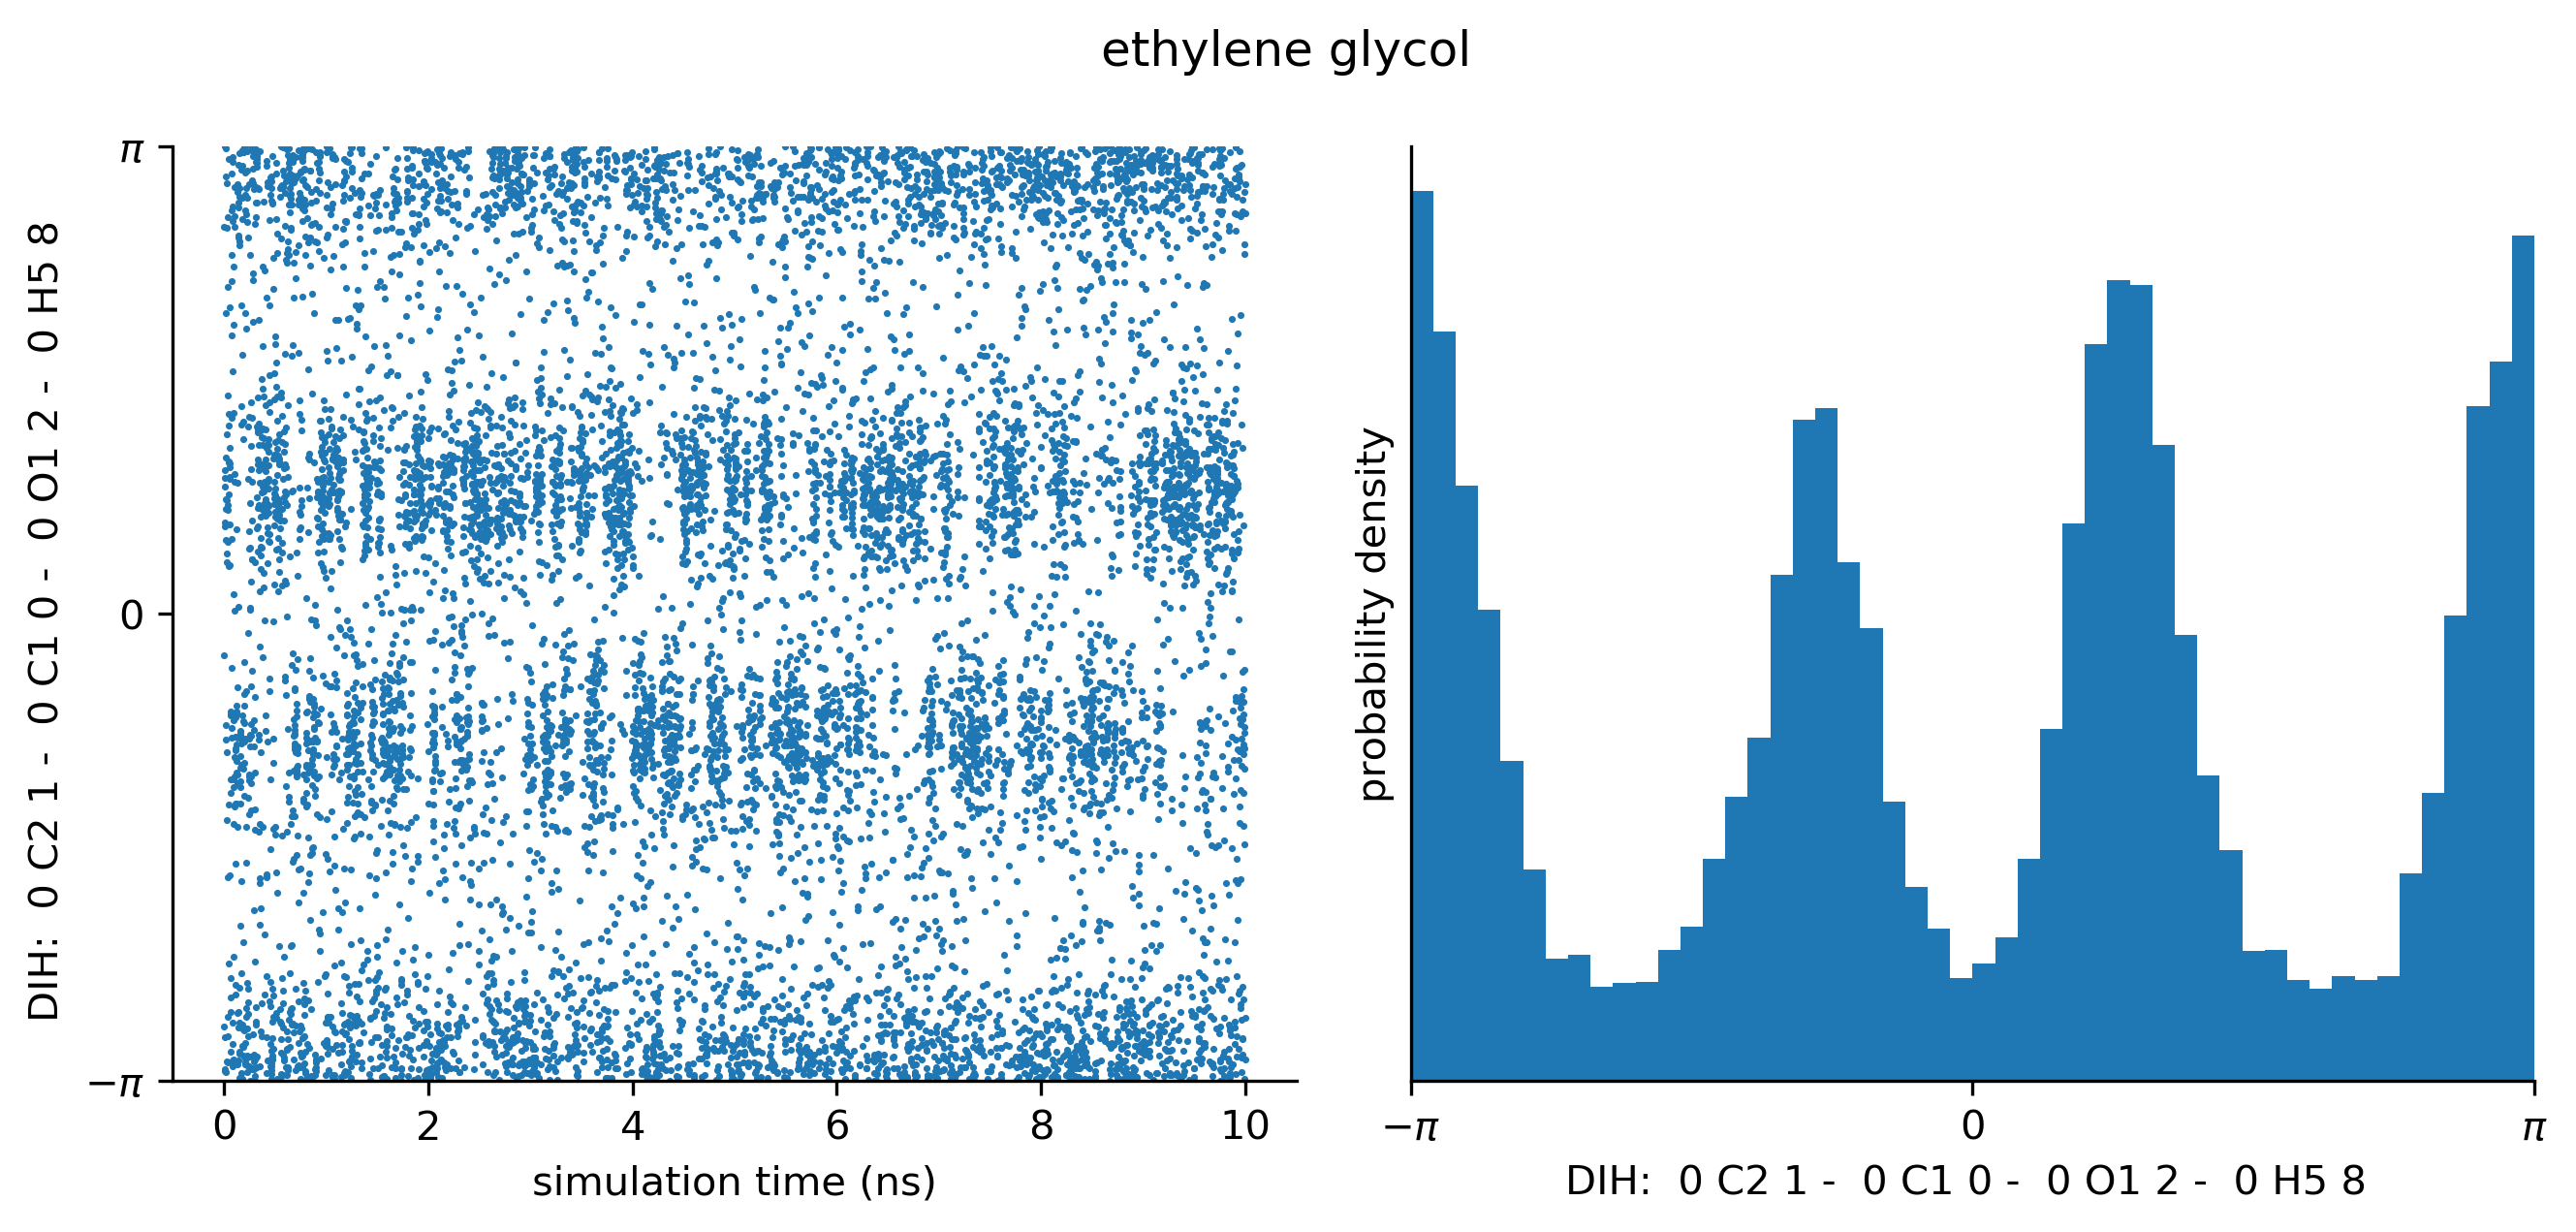 ethylene glycol
DIH:  0 C2 1 -  0 C1 0 -  0 O1 2 -  0 H5 8
π
0
−π
0 2 4 6 8 10
simulation time (ns)
probability density
−π 0 π
DIH:  0 C2 1 -  0 C1 0 -  0 O1 2 -  0 H5 8